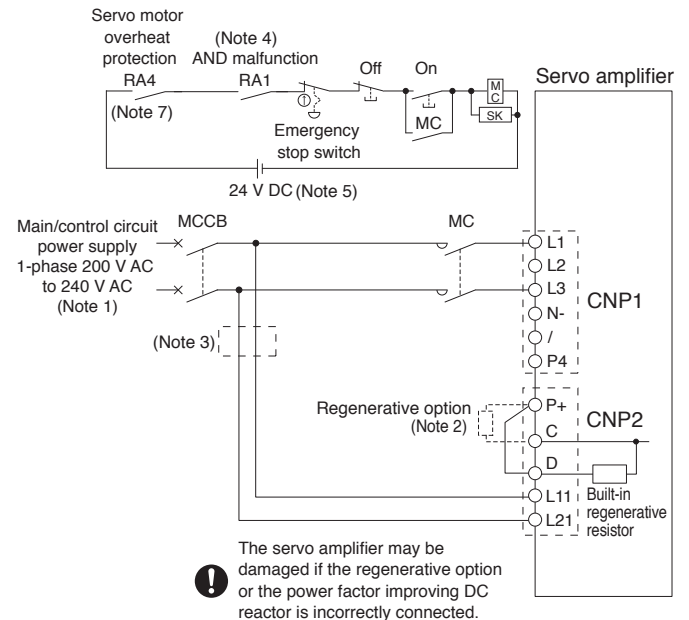 Servo motor
overheat
protection
RA4
(Note 7)
(Note 4)
AND malfunction
RA1
Emergency
stop switch
Off
On
MC
M
C
SK
24 V DC (Note 5)
Servo amplifier
Main/control circuit
power supply
1-phase 200 V AC
to 240 V AC
(Note 1)
MCCB
MC
(Note 3)
L1
L2
L3
N-
/
P4
CNP1
Regenerative option
(Note 2)
P+
C
D
L11
L21
CNP2
Built-in
regenerative
resistor
The servo amplifier may be
damaged if the regenerative option
or the power factor improving DC
reactor is incorrectly connected.